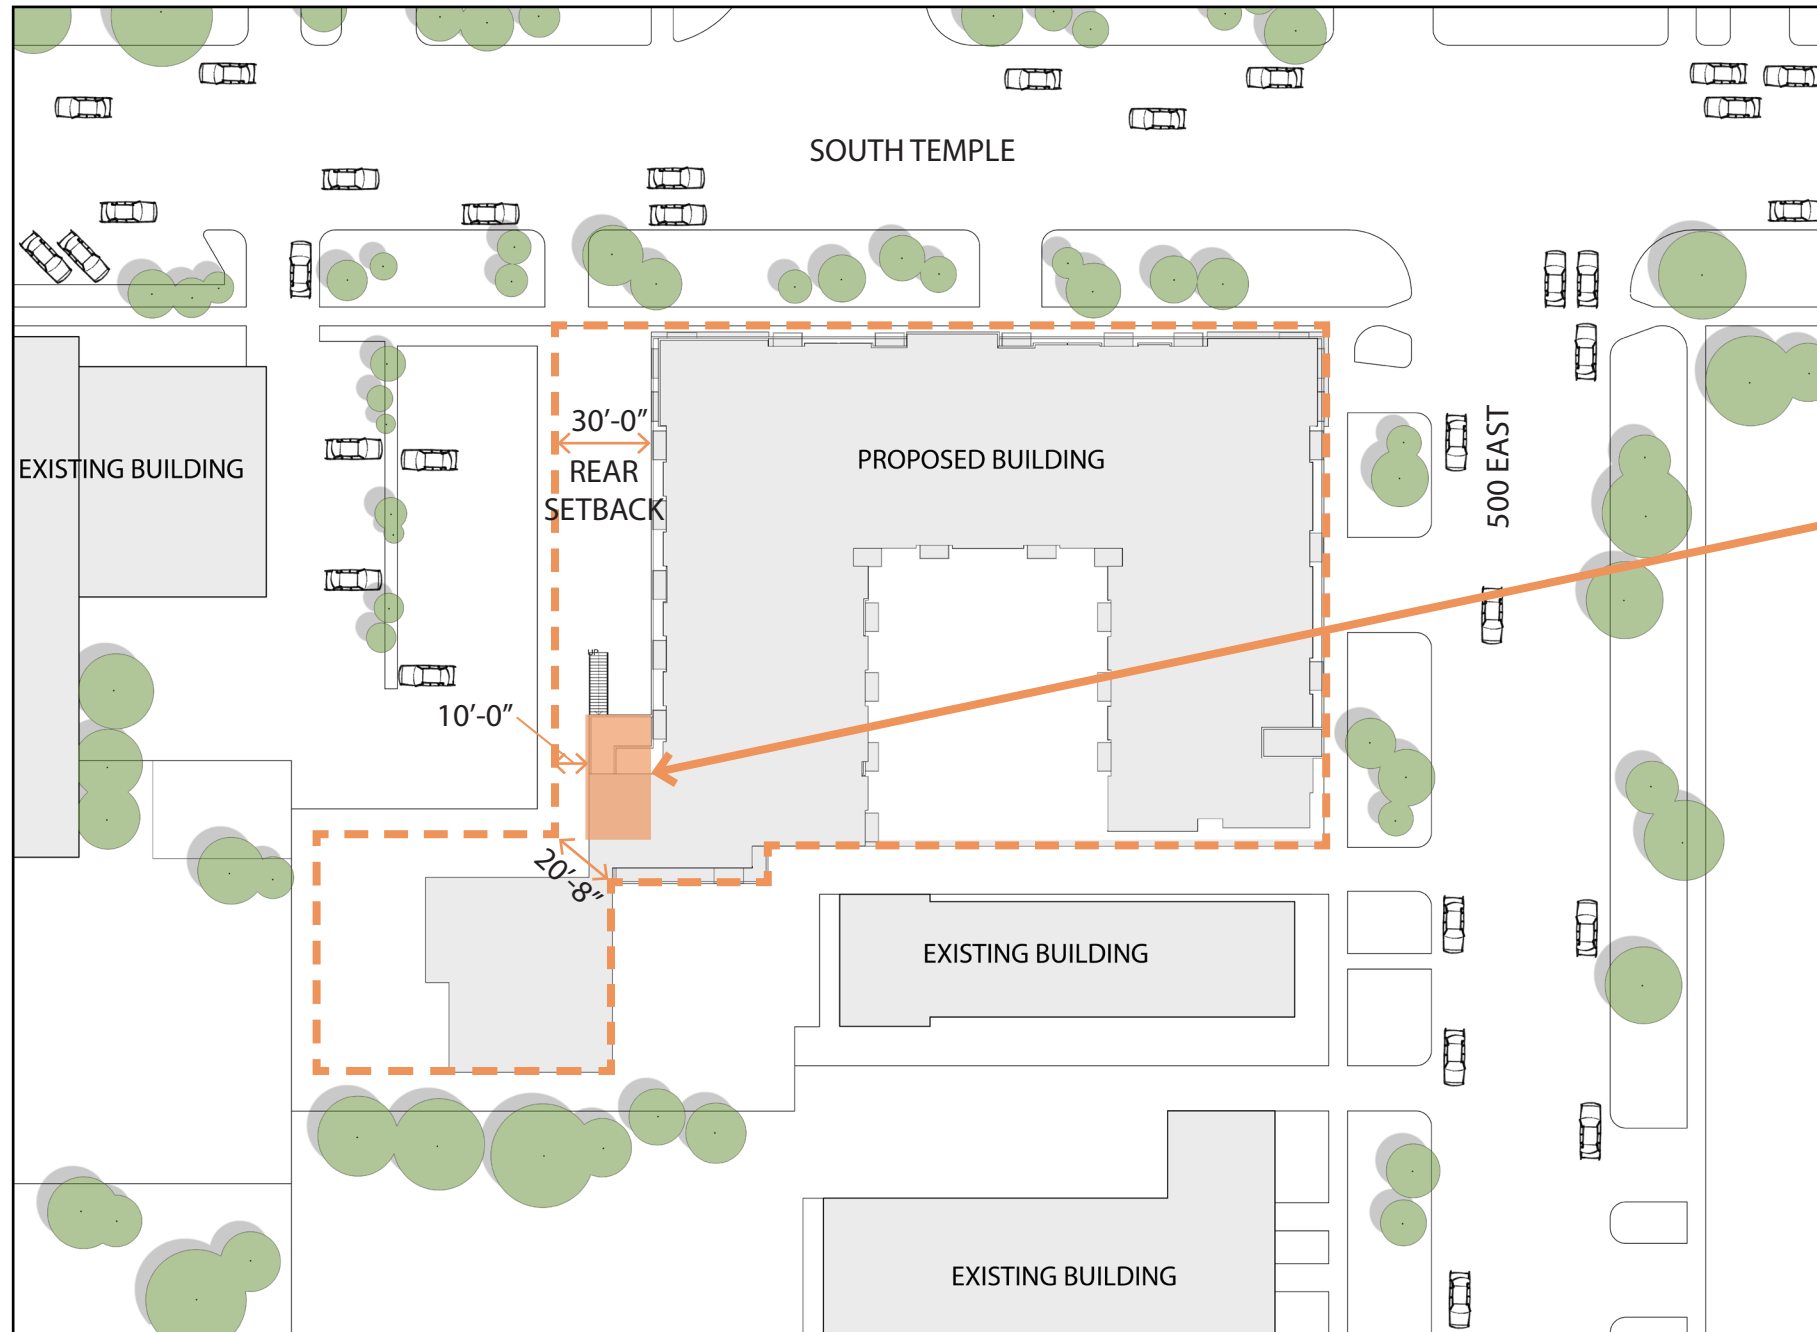 SOUTH TEMPLE
30’-0”
REAR
SETBACK
EXISTING BUILDING
PROPOSED BUILDING
500 EAST
UP
10’-0”
20’-8”
EXISTING BUILDING
EXISTING BUILDING